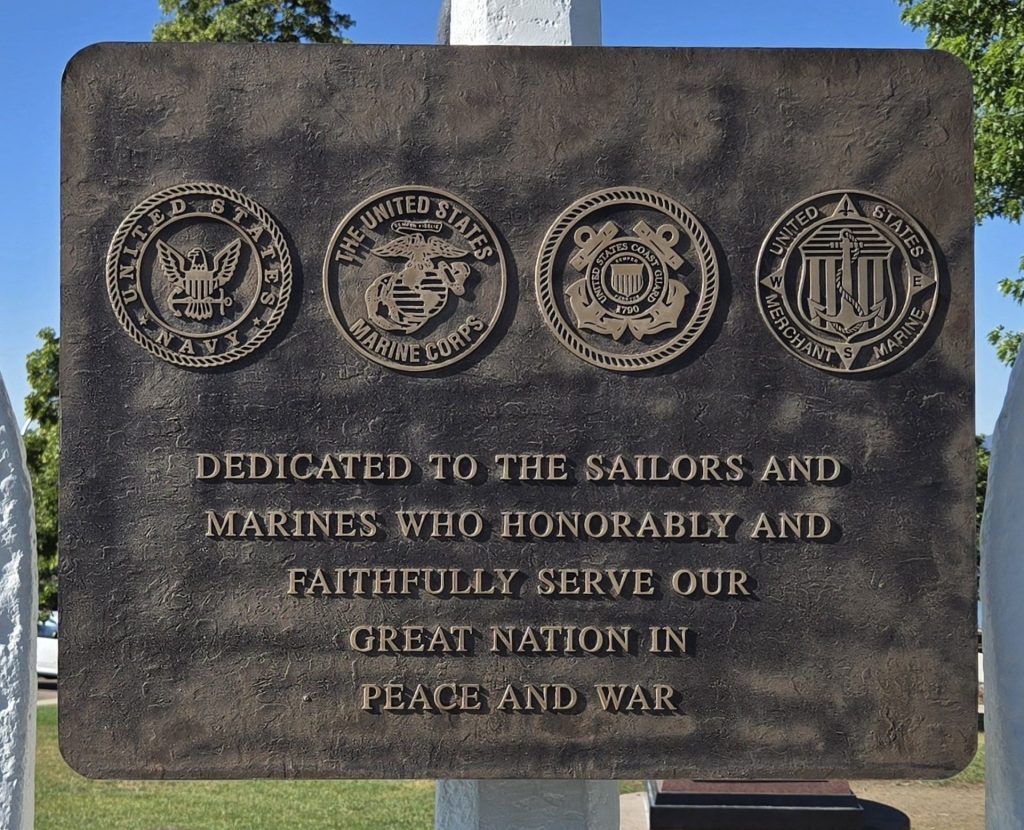 UNITED STATES
NAVY
THE UNITED STATES
MARINE CORPS
UNITED STATES COAST GUARD
SEMPER
PARATUS
1790
UNITED STATES
W
E
MERCHANT S MARINE
DEDICATED TO THE SAILORS AND
MARINES WHO HONORABLY AND
FAITHFULLY SERVE OUR
GREAT NATION IN
PEACE AND WAR